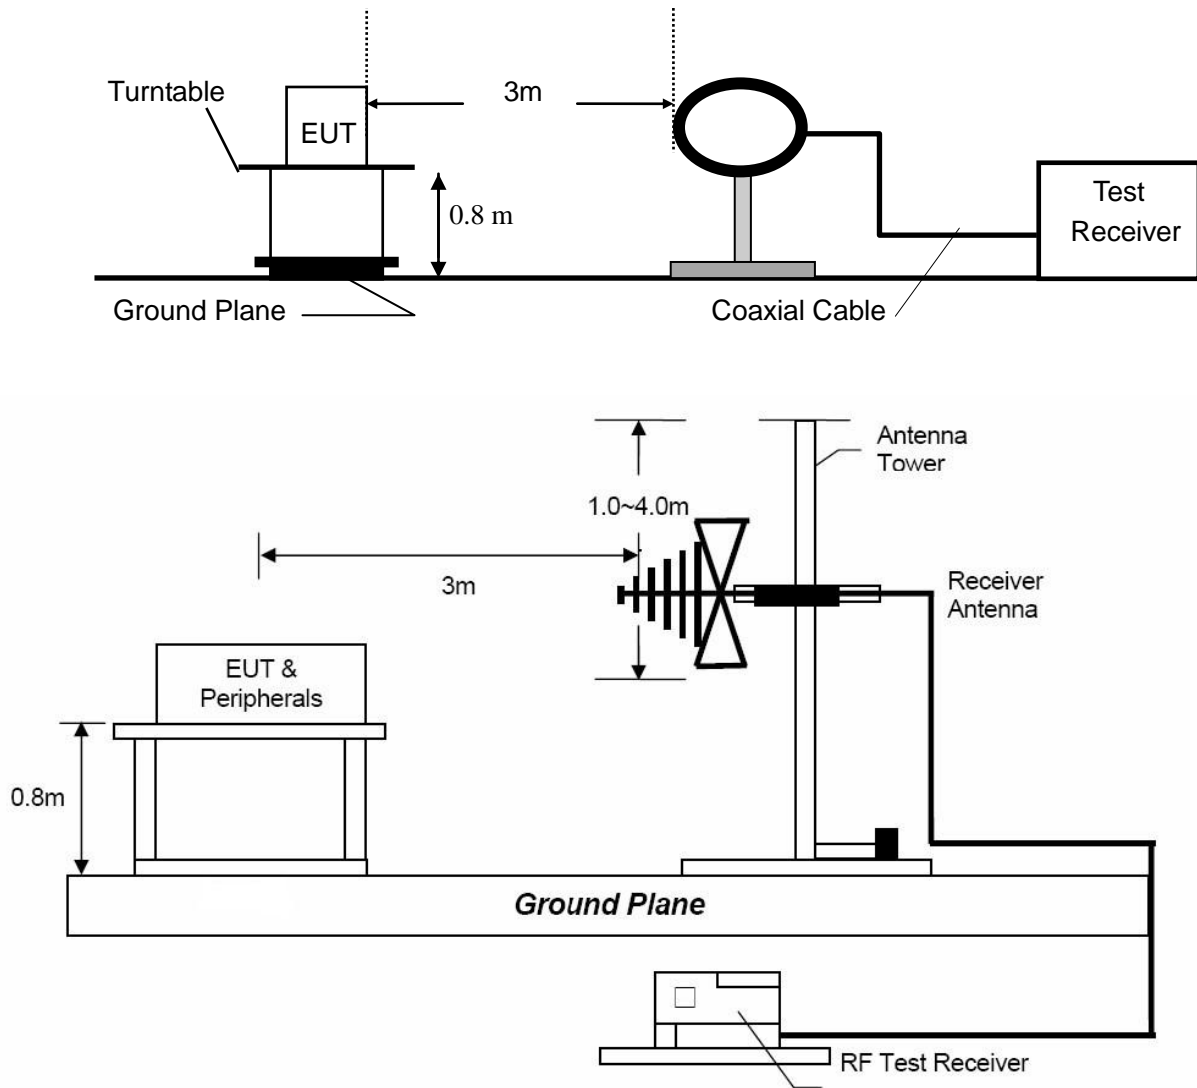 Turntable
3m
EUT
0.8 m
Test
Receiver
Ground Plane
Coaxial Cable
Antenna
Tower
1.0~4.0m
3m
Receiver
Antenna
EUT &
Peripherals
0.8m
Ground Plane
RF Test Receiver